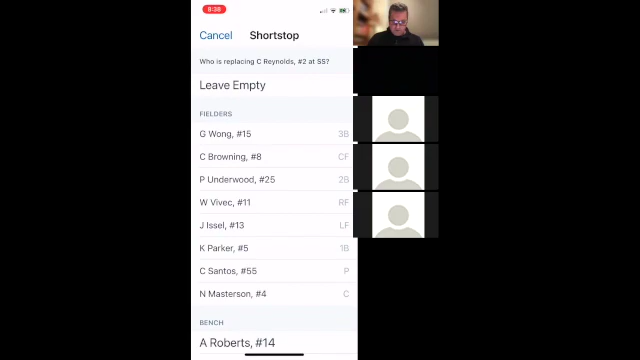 8:38
Cancel Shortstop
Who is replacing C Reynolds, #2 at SS?
Leave Empty
FIELDERS
G Wong, #15 3B
C Browning, #8 CF
P Underwood, #25 2B
W Vivec, #11 RF
J Issel, #13 LF
K Parker, #5 1B
C Santos, #55 P
N Masterson, #4 C
BENCH
A Roberts, #14